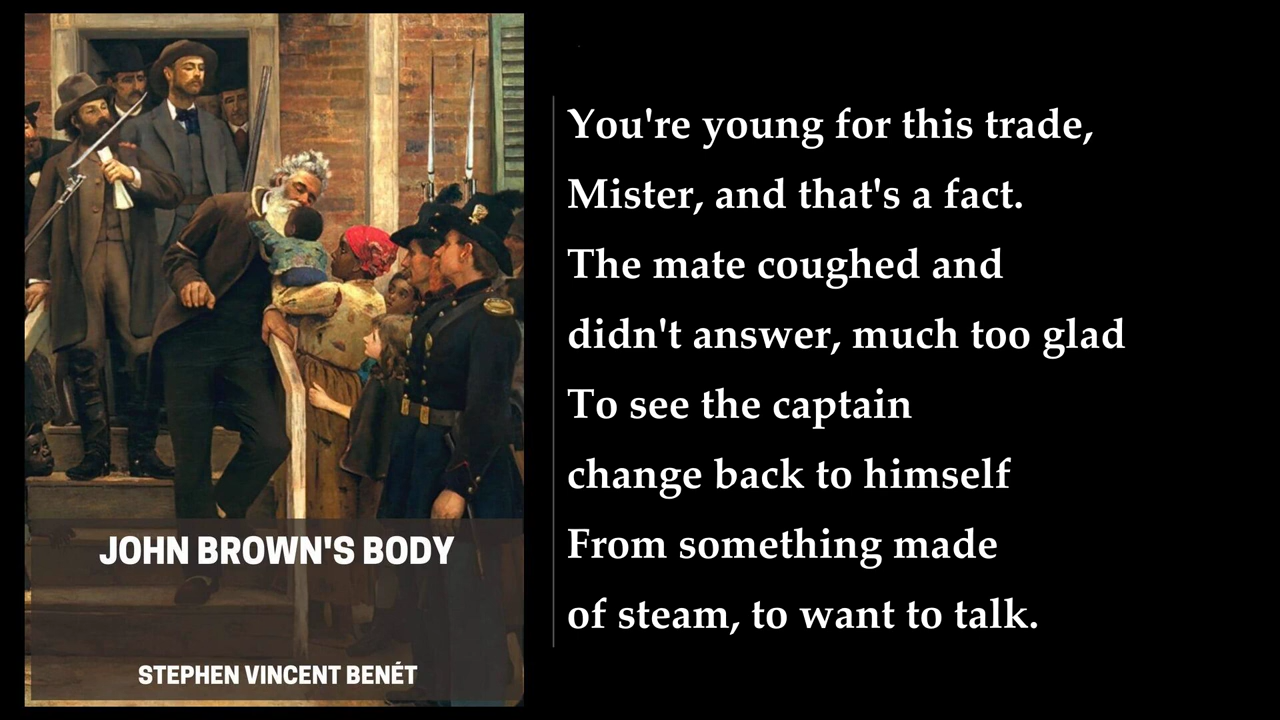 JOHN BROWN'S BODY
STEPHEN VINCENT BENÉT
You're young for this trade,
Mister, and that's a fact.
The mate coughed and
didn't answer, much too glad
To see the captain
change back to himself
From something made
of steam, to want to talk.